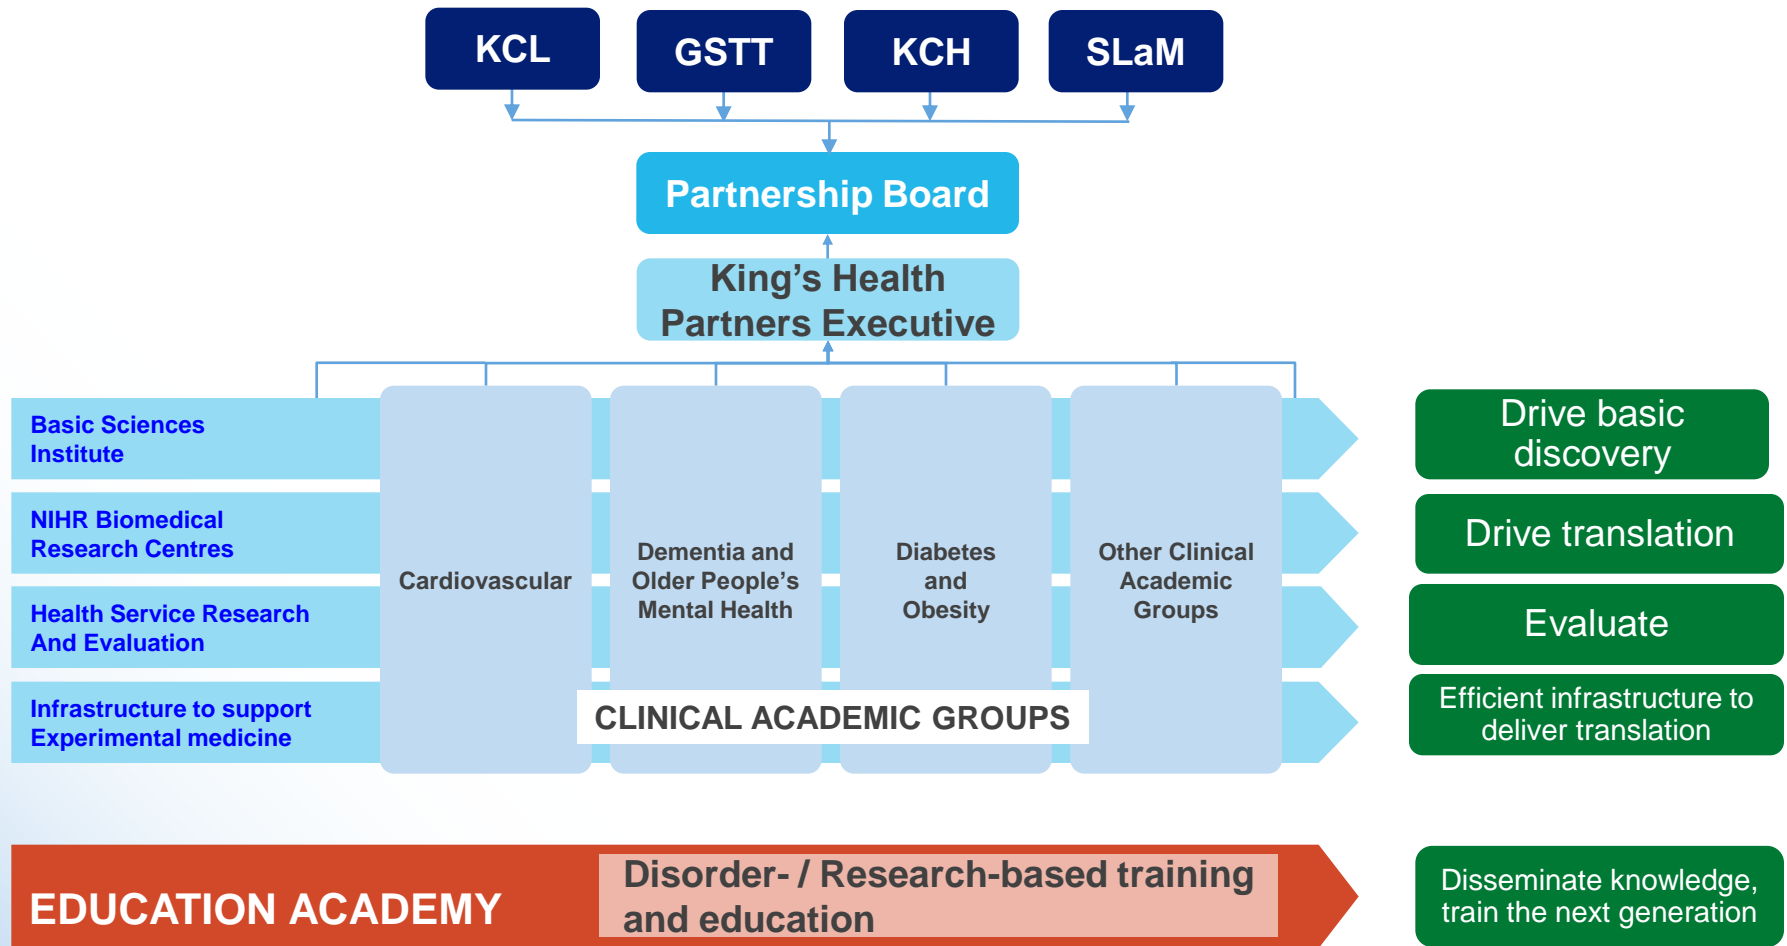 KCL
GSTT
KCH
SLaM
Partnership Board
King’s Health
Partners Executive
Basic Sciences
Institute
Drive basic
discovery
NIHR Biomedical
Research Centres
Drive translation
Cardiovascular
Dementia and
Older People’s
Mental Health
Diabetes
and
Obesity
Other Clinical
Academic
Groups
Health Service Research
And Evaluation
Evaluate
Infrastructure to support
Experimental medicine
CLINICAL ACADEMIC GROUPS
Efficient infrastructure to
deliver translation
EDUCATION ACADEMY
Disorder- / Research-based training
and education
Disseminate knowledge,
train the next generation